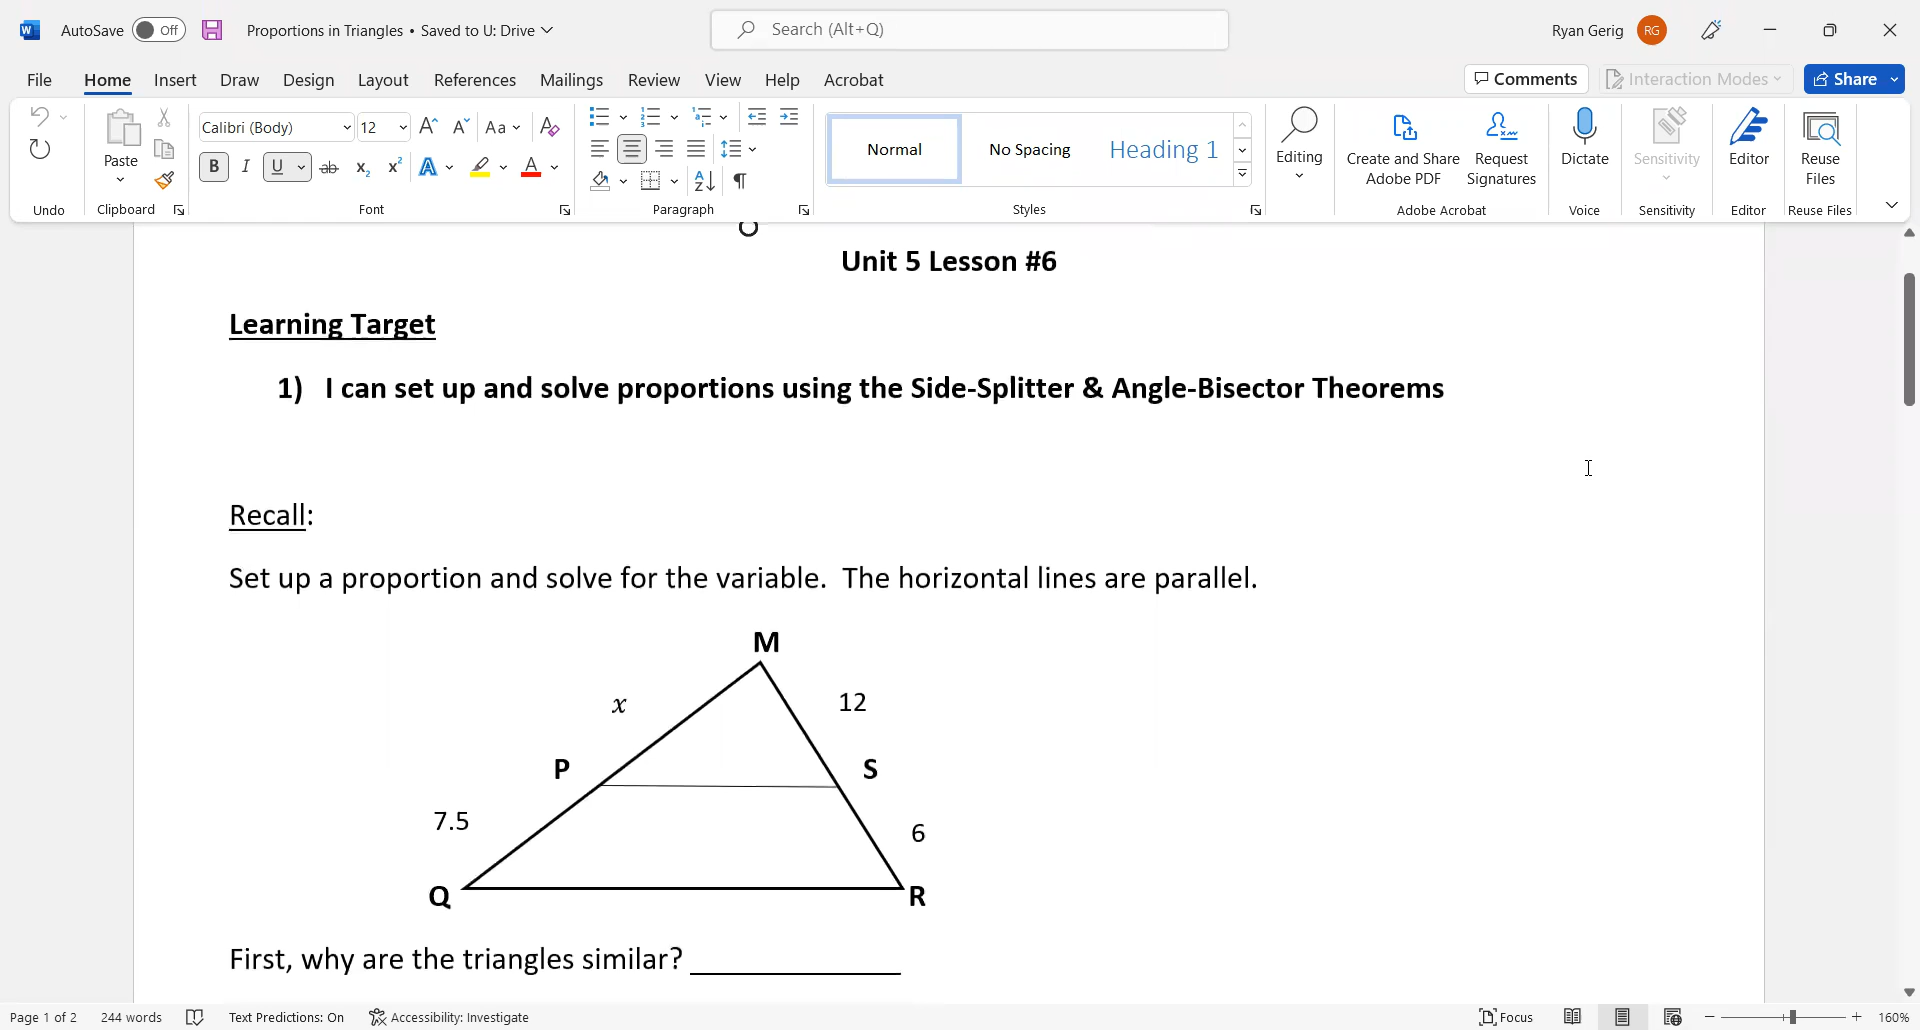 AutoSave Off Proportions in Triangles • Saved to U: Drive Search (Alt+Q) Ryan Gerig RG
File Home Insert Draw Design Layout References Mailings Review View Help Acrobat Comments Interaction Modes Share
Calibri (Body) 12 Aa
Paste
B I U ab x₂ x² A A
Normal No Spacing Heading 1
Editing
Create and Share Adobe PDF
Request Signatures
Dictate
Sensitivity
Editor
Reuse Files
Undo Clipboard Font Paragraph Styles Adobe Acrobat Voice Sensitivity Editor Reuse Files
Unit 5 Lesson #6
Learning Target
1) I can set up and solve proportions using the Side-Splitter & Angle-Bisector Theorems
Recall:
Set up a proportion and solve for the variable. The horizontal lines are parallel.
M
x 12
P S
7.5 6
Q R
First, why are the triangles similar? ______________
Page 1 of 2 244 words Text Predictions: On Accessibility: Investigate Focus 160%